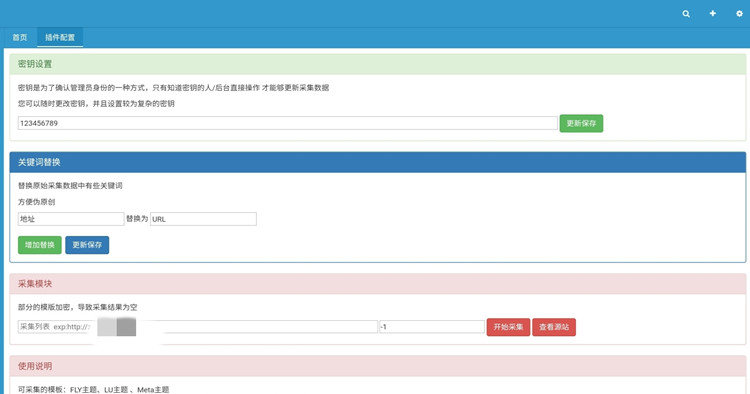 首页 插件配置
密钥设置
密钥是为了确认管理员身份的一种方式，只有知道密钥的人/后台直接操作 才能够更新采集数据
您可以随时更改密钥，并且设置较为复杂的密钥
123456789 更新保存
关键词替换
替换原始采集数据中有些关键词
方便伪原创
地址 替换为 URL
增加替换 更新保存
采集模块
部分的模版加密，导致采集结果为空
采集列表 exp:http:// -1 开始采集 查看源站
使用说明
可采集的模板：FLY主题、LU主题 、Meta主题